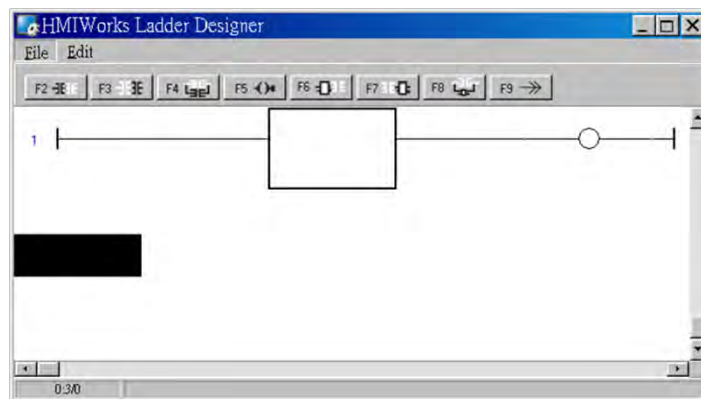 HMIWorks Ladder Designer
File Edit
F2 F3 F4 F5 F6 F7 F8 F9
1
0:3/0